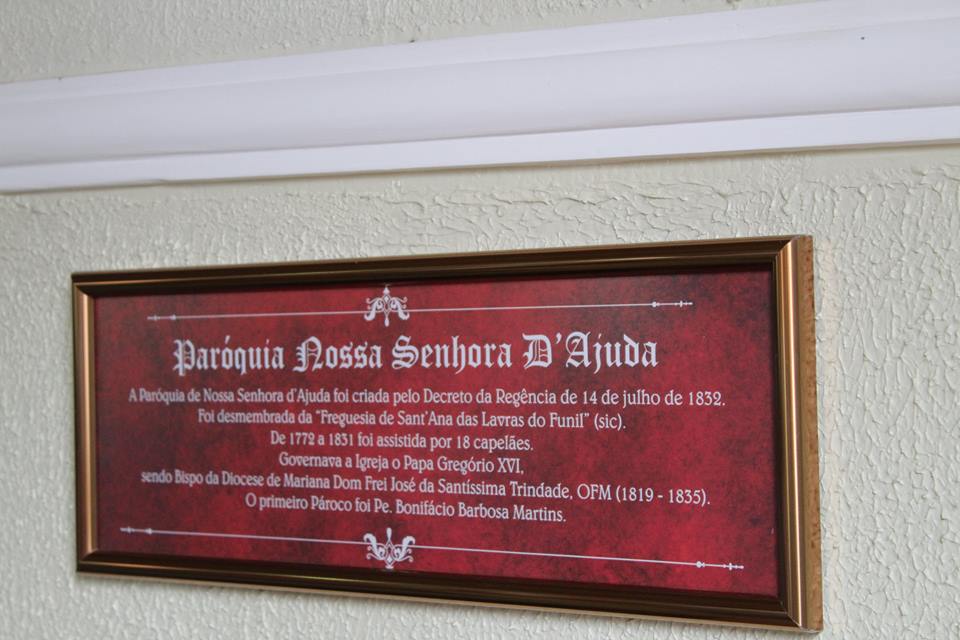 Paróquia Nossa Senhora D'Ajuda
A Paróquia de Nossa Senhora d'Ajuda foi criada pelo Decreto da Regência de 14 de julho de 1832.
Foi desmembrada da "Freguesia de Sant'Ana das Lavras do Funil" (sic).
De 1772 a 1831 foi assistida por 18 capelães.
Governava a Igreja o Papa Gregório XVI,
sendo Bispo da Diocese de Mariana Dom Frei José da Santíssima Trindade, OFM (1819 - 1835).
O primeiro Pároco foi Pe. Bonifácio Barbosa Martins.